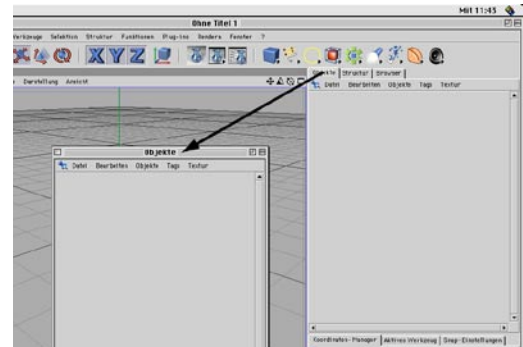 Mit 11:45
Ohne Titel 1
Werkzeuge Selektion Struktur Funktionen Plug-ins Rendern Fenster ?
X Y Z
Darstellung Ansicht
Objekte Struktur Browser
Datei Bearbeiten Objekte Tags Textur
Objekte
Datei Bearbeiten Objekte Tags Textur
Koordinaten-Manager Aktives Werkzeug Snap-Einstellungen